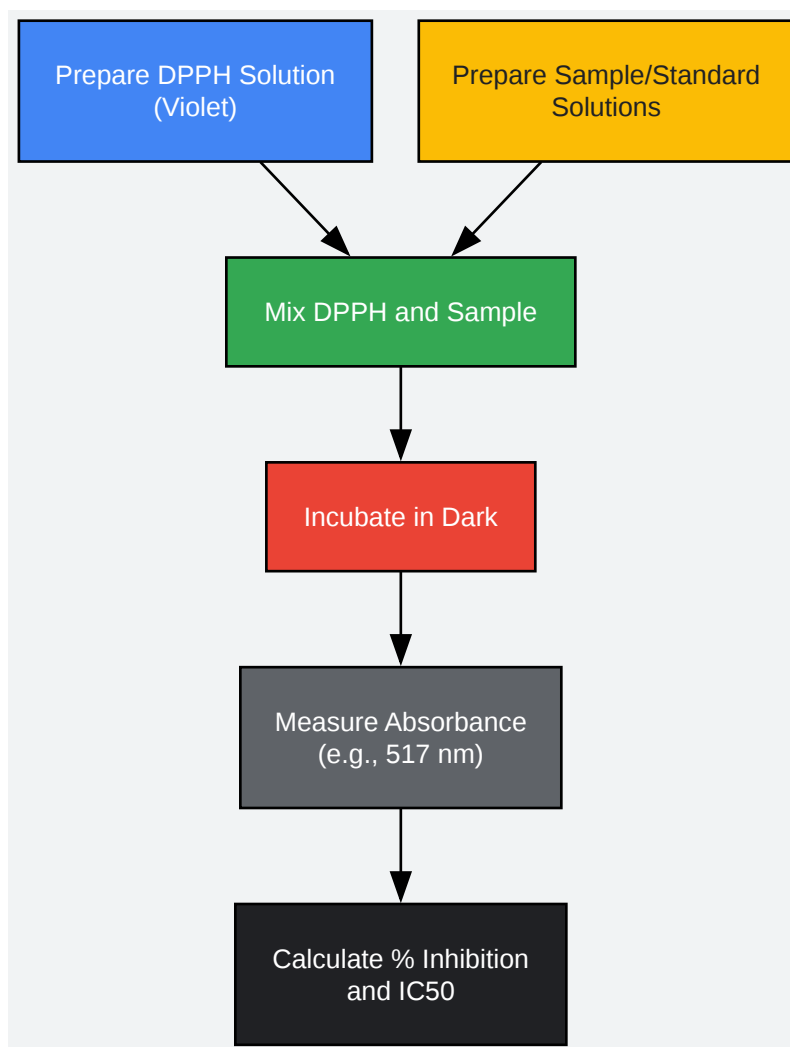 Prepare DPPH Solution
(Violet)
Prepare Sample/Standard
Solutions
Mix DPPH and Sample
Incubate in Dark
Measure Absorbance
(e.g., 517 nm)
Calculate % Inhibition
and IC50